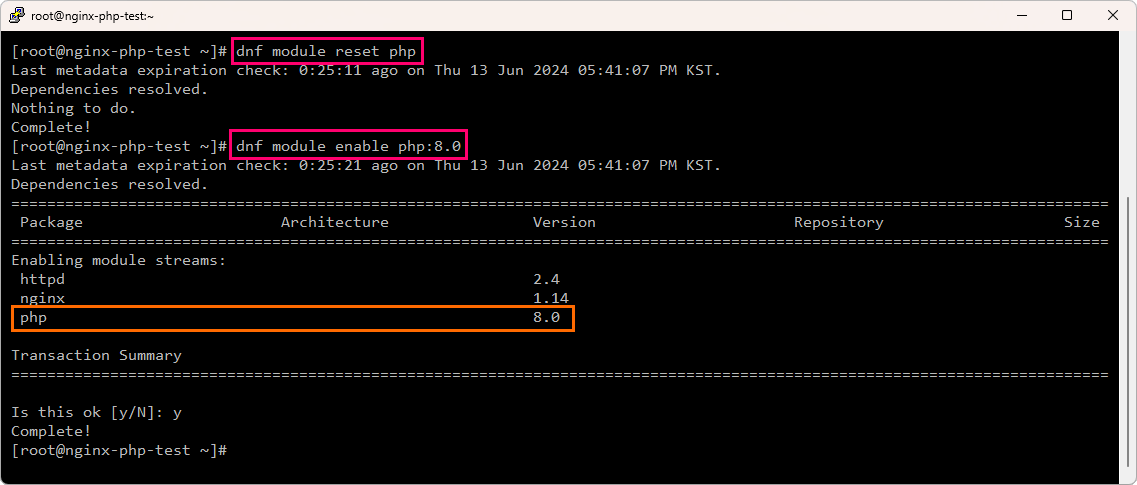 root@nginx-php-test:~
[root@nginx-php-test ~]# dnf module reset php
Last metadata expiration check: 0:25:11 ago on Thu 13 Jun 2024 05:41:07 PM KST.
Dependencies resolved.
Nothing to do.
Complete!
[root@nginx-php-test ~]# dnf module enable php:8.0
Last metadata expiration check: 0:25:21 ago on Thu 13 Jun 2024 05:41:07 PM KST.
Dependencies resolved.
==========================================================================================================================
 Package                      Architecture                Version                      Repository                    Size
==========================================================================================================================
Enabling module streams:
 httpd                                                    2.4
 nginx                                                    1.14
 php                                                      8.0

Transaction Summary
==========================================================================================================================

Is this ok [y/N]: y
Complete!
[root@nginx-php-test ~]#